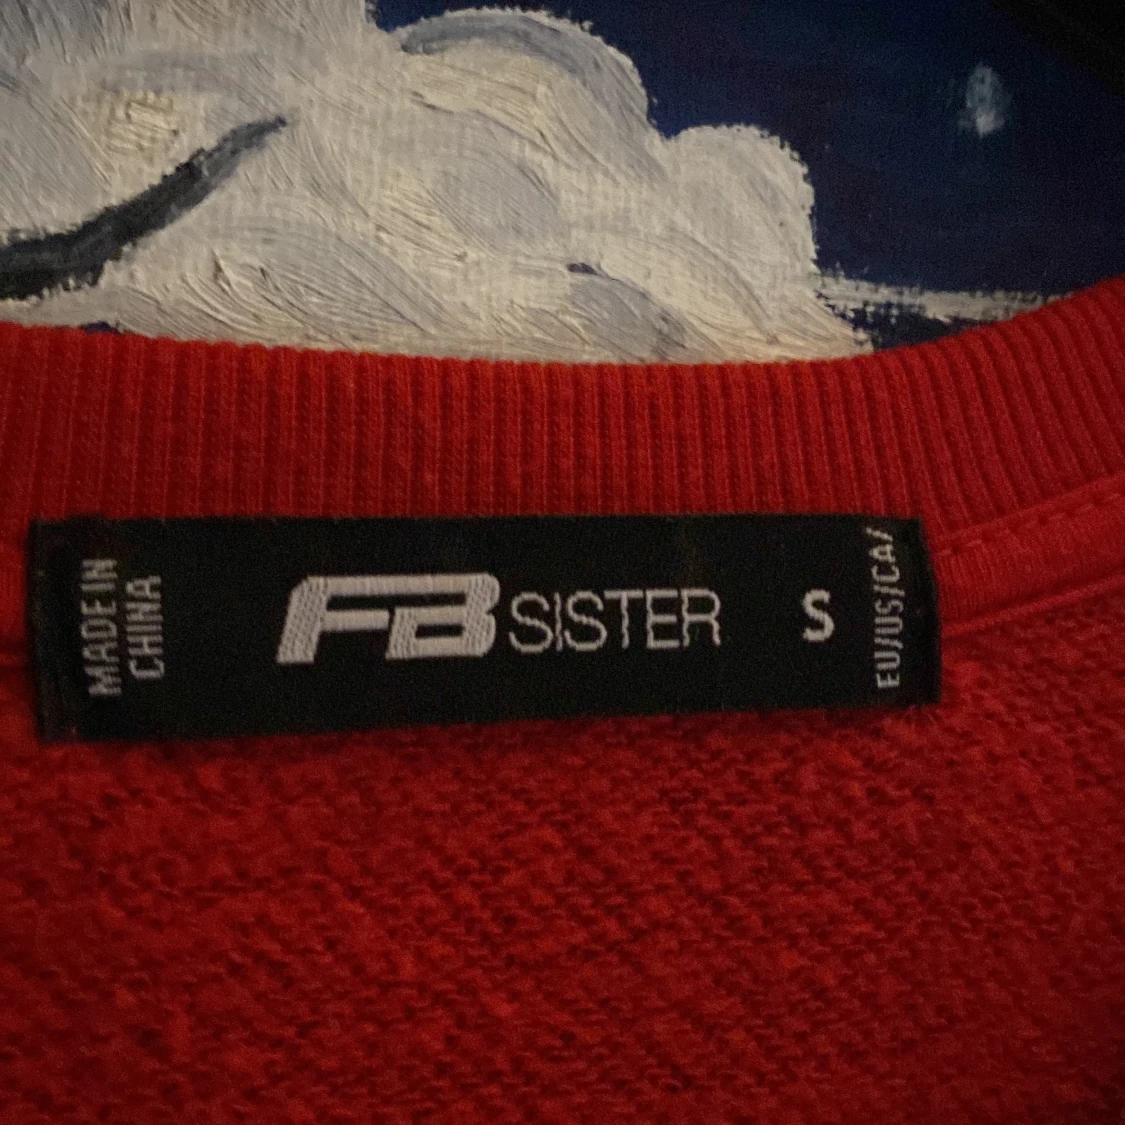 MADE IN
CHINA
FB SISTER
S
EU/US/CA/